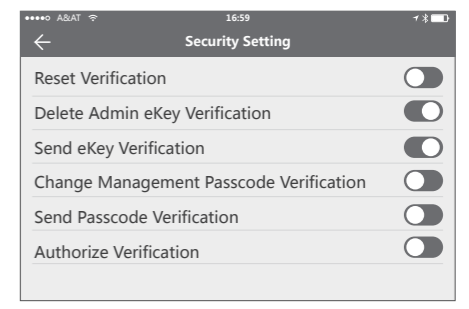 A&AT 16:59
Security Setting
Reset Verification
Delete Admin eKey Verification
Send eKey Verification
Change Management Passcode Verification
Send Passcode Verification
Authorize Verification